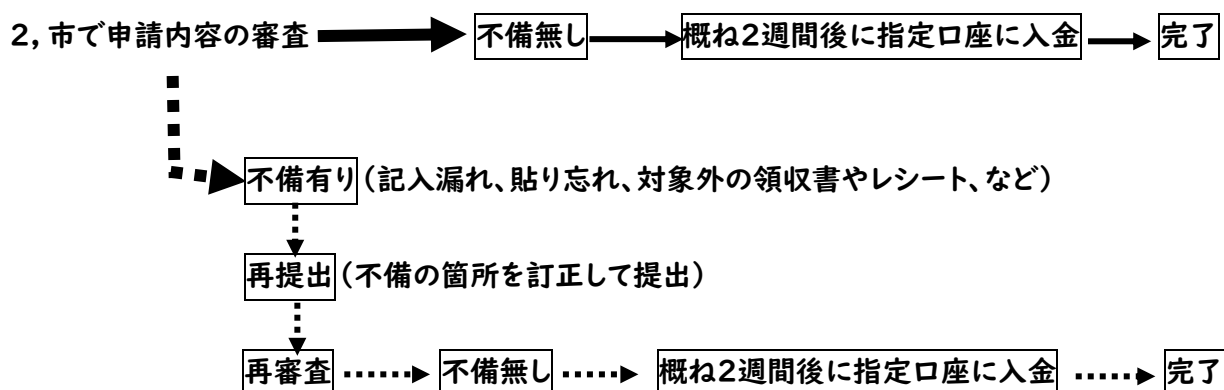 2,市で申請内容の審査 不備無し 概ね2週間後に指定口座に入金 完了
不備有り(記入漏れ、貼り忘れ、対象外の領収書やレシート、など)
再提出(不備の箇所を訂正して提出)
再審査 不備無し 概ね2週間後に指定口座に入金 完了